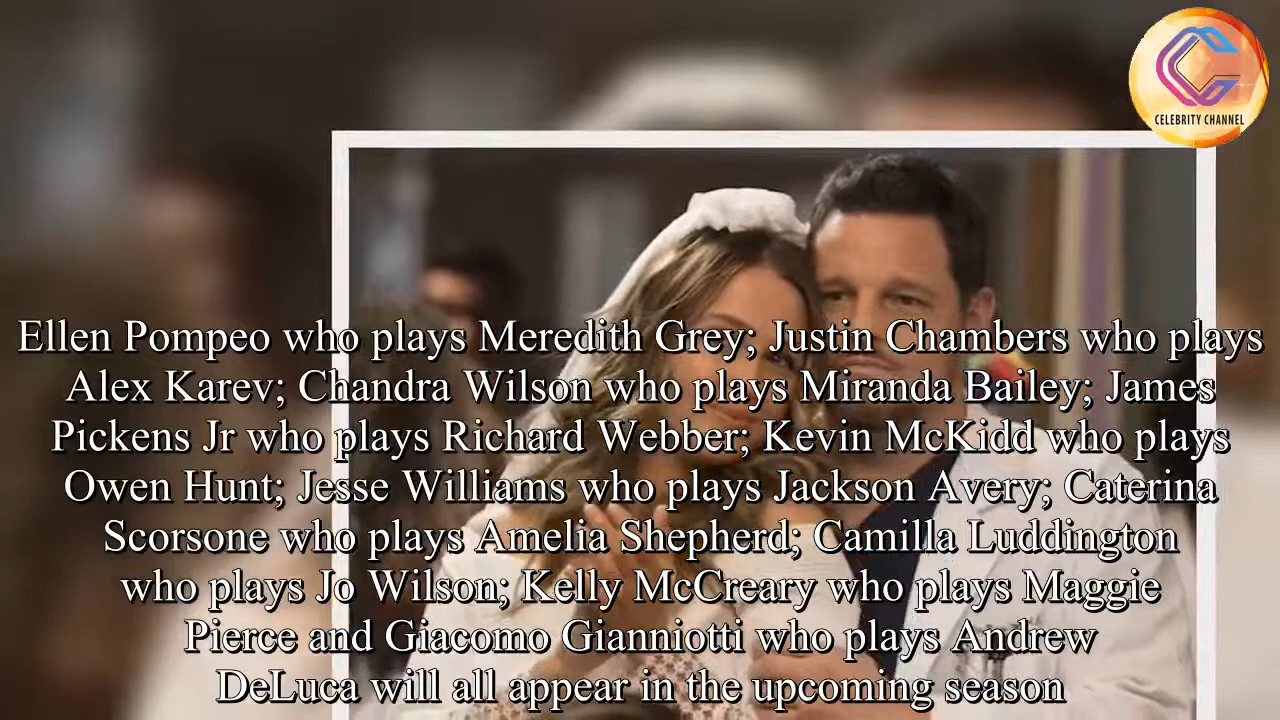 CELEBRITY CHANNEL
Ellen Pompeo who plays Meredith Grey; Justin Chambers who plays
Alex Karev; Chandra Wilson who plays Miranda Bailey; James
Pickens Jr who plays Richard Webber; Kevin McKidd who plays
Owen Hunt; Jesse Williams who plays Jackson Avery; Caterina
Scorsone who plays Amelia Shepherd; Camilla Luddington
who plays Jo Wilson; Kelly McCreary who plays Maggie
Pierce and Giacomo Gianniotti who plays Andrew
DeLuca will all appear in the upcoming season